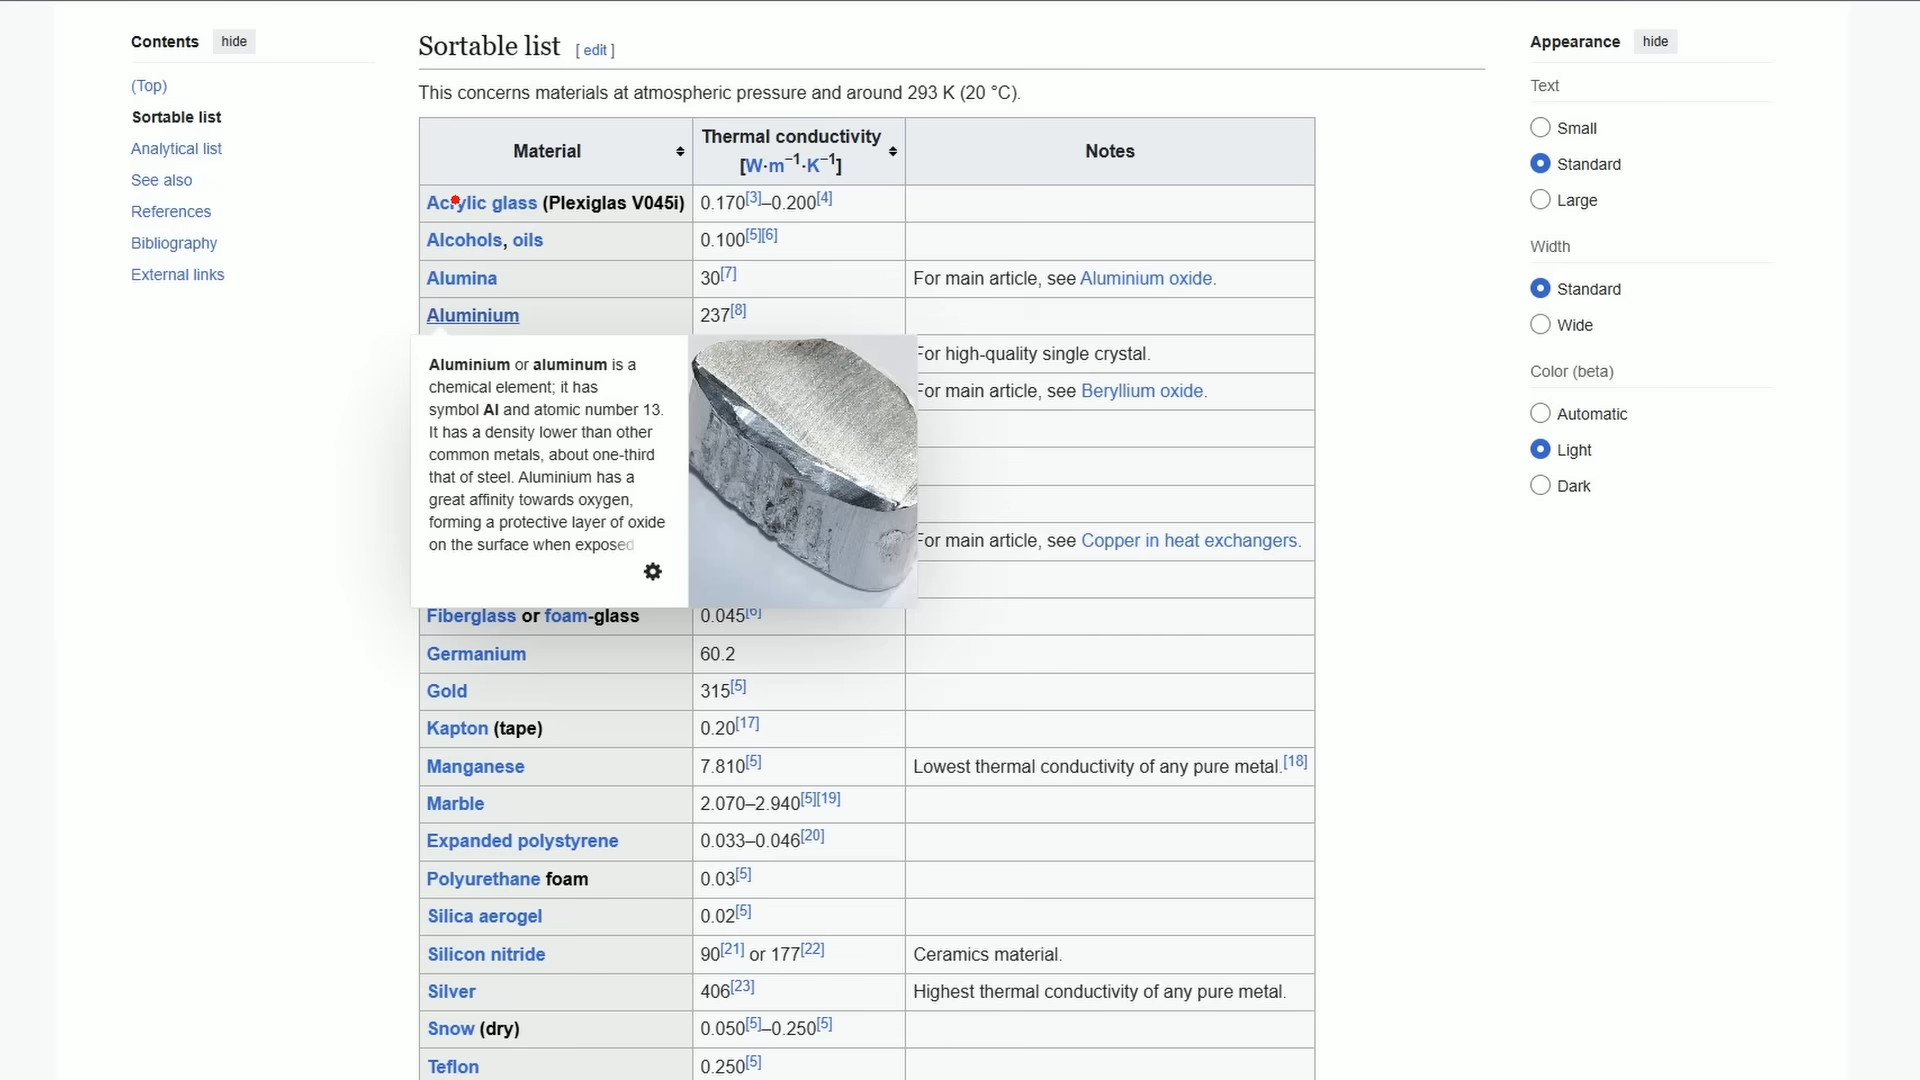 Contents hide
(Top)
Sortable list
Analytical list
See also
References
Bibliography
External links
Sortable list [ edit ]
This concerns materials at atmospheric pressure and around 293 K (20 °C).
Material Thermal conductivity [W·m⁻¹·K⁻¹] Notes
Acrylic glass (Plexiglas V045i) 0.170[3]–0.200[4]
Alcohols, oils 0.100[5][6]
Alumina 30[7] For main article, see Aluminium oxide.
Aluminium 237[8]
For high-quality single crystal.
For main article, see Beryllium oxide.
For main article, see Copper in heat exchangers.
Aluminium or aluminum is a
chemical element; it has
symbol Al and atomic number 13.
It has a density lower than other
common metals, about one-third
that of steel. Aluminium has a
great affinity towards oxygen,
forming a protective layer of oxide
on the surface when exposed
Fiberglass or foam-glass 0.045[6]
Germanium 60.2
Gold 315[5]
Kapton (tape) 0.20[17]
Manganese 7.810[5] Lowest thermal conductivity of any pure metal.[18]
Marble 2.070–2.940[5][19]
Expanded polystyrene 0.033–0.046[20]
Polyurethane foam 0.03[5]
Silica aerogel 0.02[5]
Silicon nitride 90[21] or 177[22] Ceramics material.
Silver 406[23] Highest thermal conductivity of any pure metal.
Snow (dry) 0.050[5]–0.250[5]
Teflon 0.250[5]
Appearance hide
Text
Small
Standard
Large
Width
Standard
Wide
Color (beta)
Automatic
Light
Dark